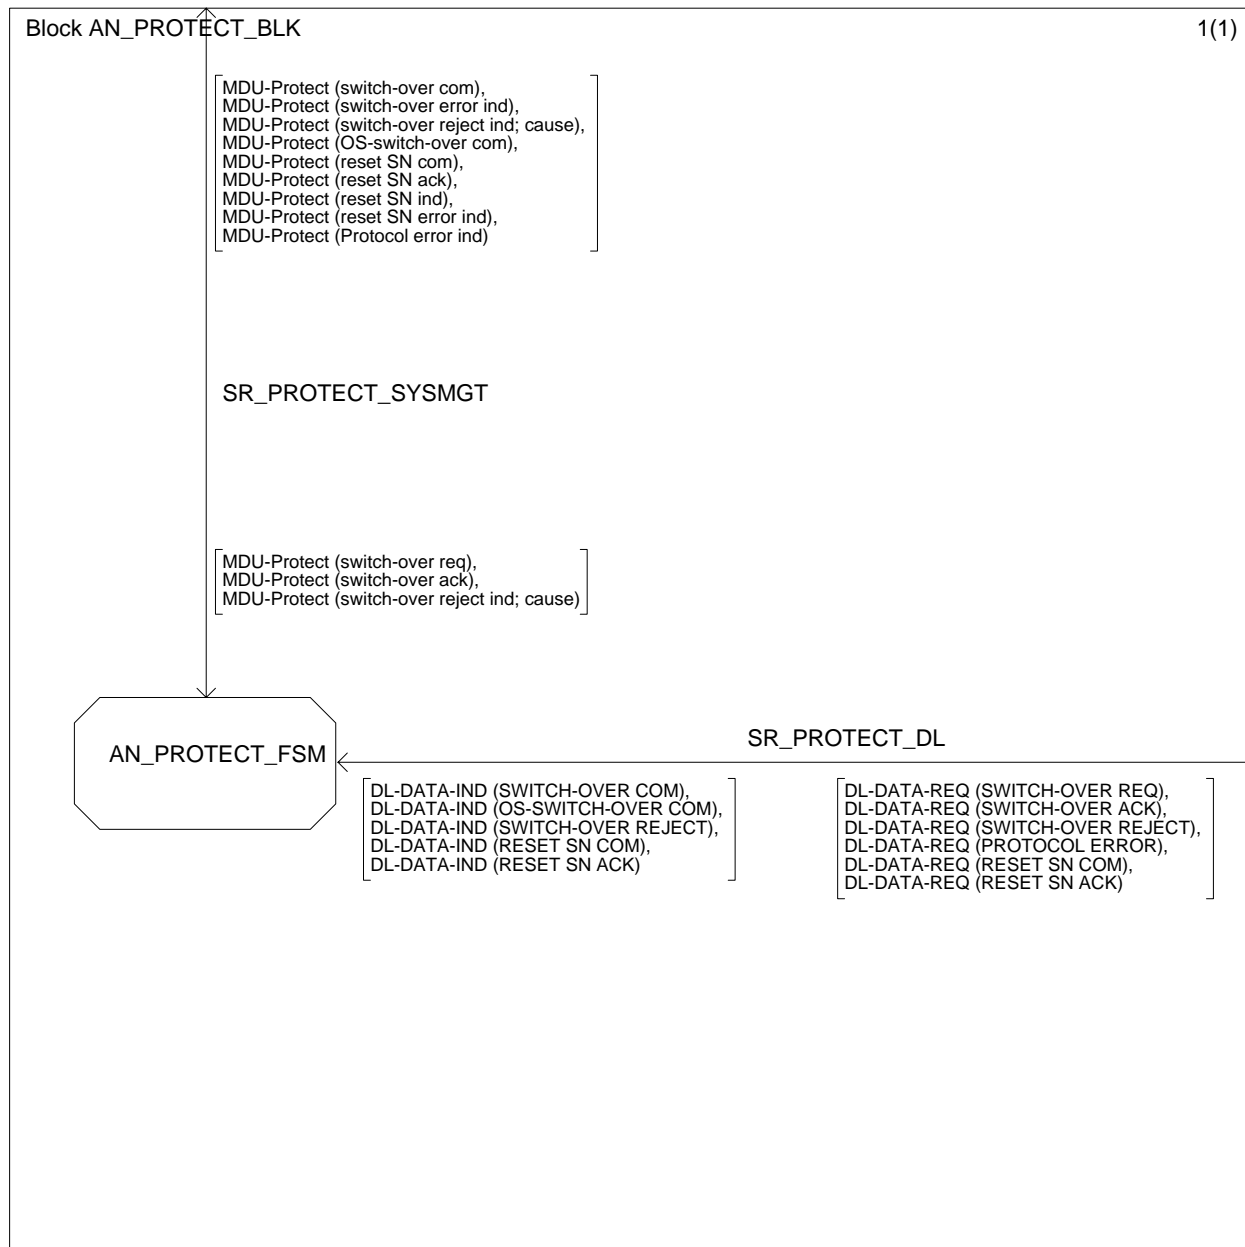 Block AN_PROTECT_BLK
1(1)
MDU-Protect (switch-over com),
MDU-Protect (switch-over error ind),
MDU-Protect (switch-over reject ind; cause),
MDU-Protect (OS-switch-over com),
MDU-Protect (reset SN com),
MDU-Protect (reset SN ack),
MDU-Protect (reset SN ind),
MDU-Protect (reset SN error ind),
MDU-Protect (Protocol error ind)
SR_PROTECT_SYSMGT
MDU-Protect (switch-over req),
MDU-Protect (switch-over ack),
MDU-Protect (switch-over reject ind; cause)
AN_PROTECT_FSM
SR_PROTECT_DL
DL-DATA-IND (SWITCH-OVER COM),
DL-DATA-IND (OS-SWITCH-OVER COM),
DL-DATA-IND (SWITCH-OVER REJECT),
DL-DATA-IND (RESET SN COM),
DL-DATA-IND (RESET SN ACK)
DL-DATA-REQ (SWITCH-OVER REQ),
DL-DATA-REQ (SWITCH-OVER ACK),
DL-DATA-REQ (SWITCH-OVER REJECT),
DL-DATA-REQ (PROTOCOL ERROR),
DL-DATA-REQ (RESET SN COM),
DL-DATA-REQ (RESET SN ACK)